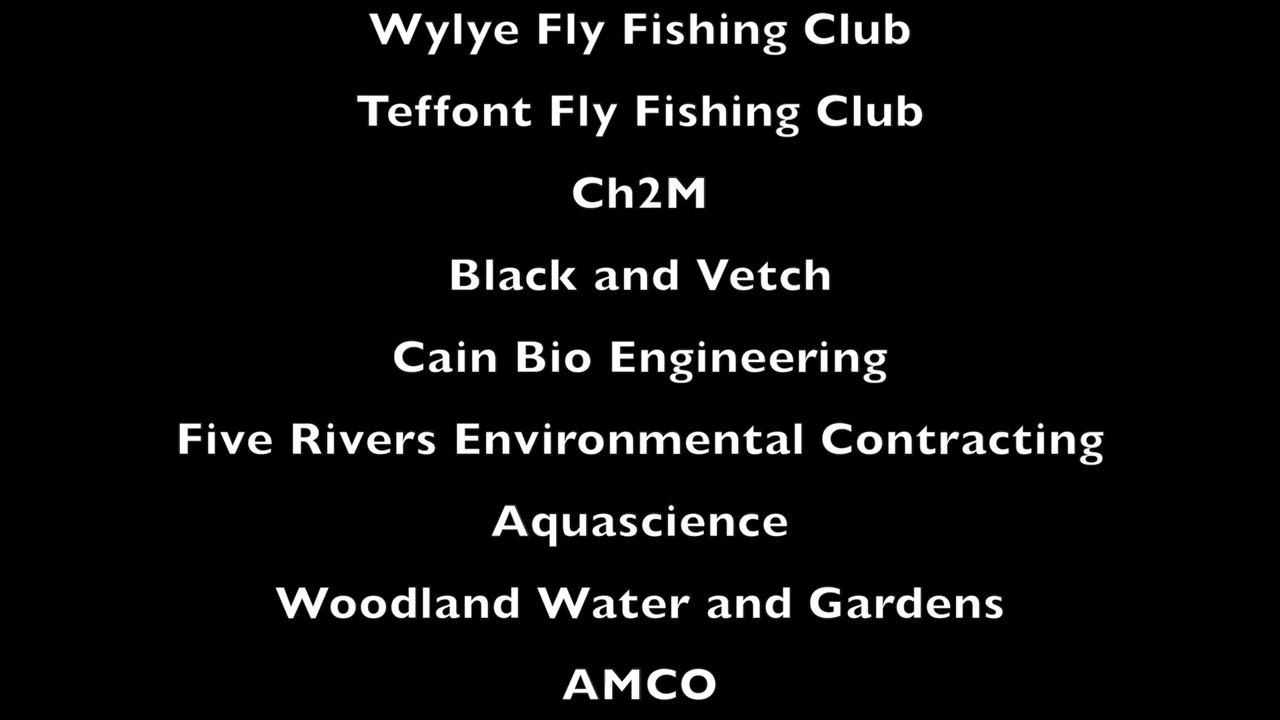 Wylye Fly Fishing Club
Teffont Fly Fishing Club
Ch2M
Black and Vetch
Cain Bio Engineering
Five Rivers Environmental Contracting
Aquascience
Woodland Water and Gardens
AMCO